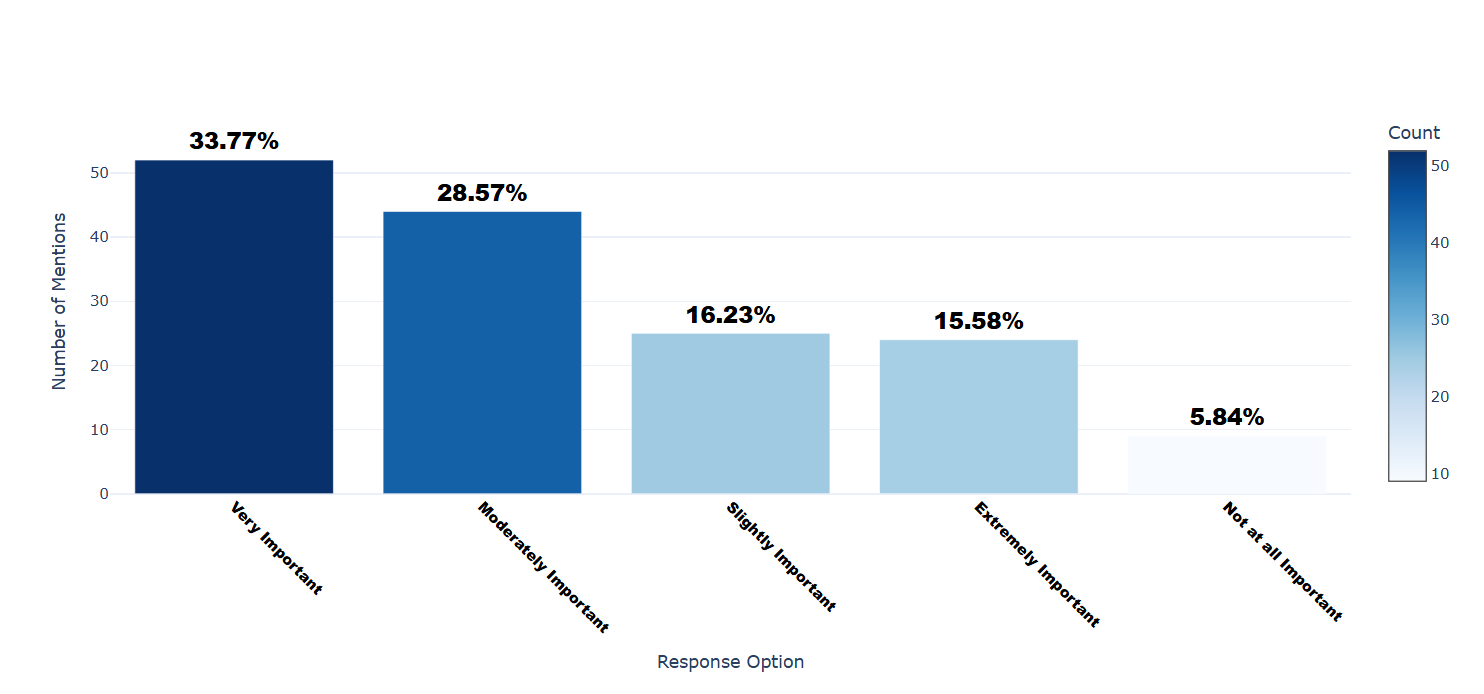 33.77%
28.57%
16.23%
15.58%
5.84%
Number of Mentions
50
40
30
20
10
0
Very Important
Moderately Important
Slightly Important
Extremely Important
Not at all Important
Response Option
Count
50
40
30
20
10